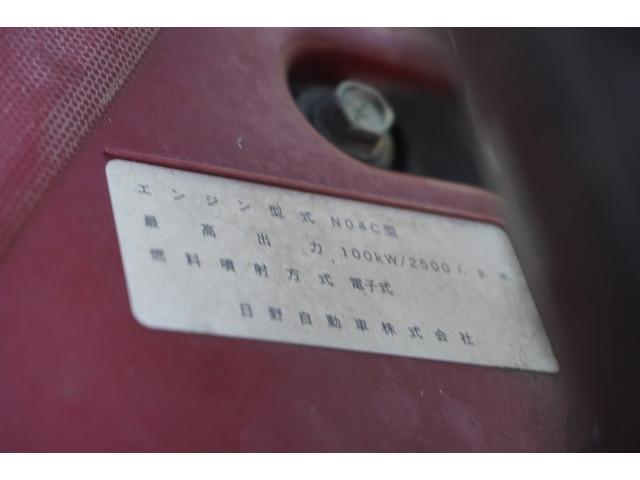 エンジン型式 N04C型
最高出力 100kW/2500r.p.m
燃料噴射方式 電子式
日野自動車株式会社